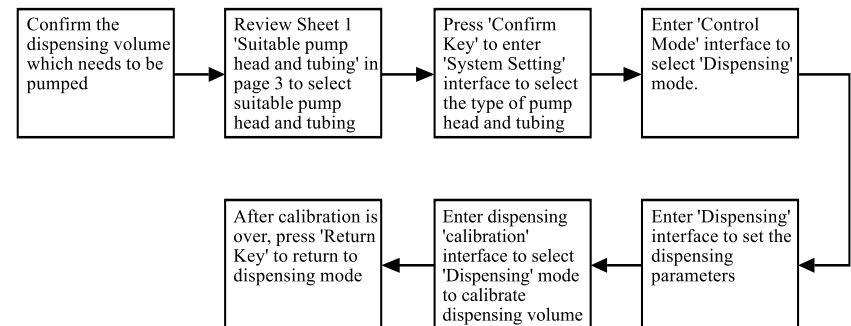 Confirm the
dispensing volume
which needs to be
pumped
Review Sheet 1
'Suitable pump
head and tubing' in
page 3 to select
suitable pump
head and tubing
Press 'Confirm
Key' to enter
'System Setting'
interface to select
the type of pump
head and tubing
Enter 'Control
Mode' interface to
select 'Dispensing'
mode.
Enter 'Dispensing'
interface to set the
dispensing
parameters
Enter dispensing
'calibration'
interface to select
'Dispensing' mode
to calibrate
dispensing volume
After calibration is
over, press 'Return
Key' to return to
dispensing mode